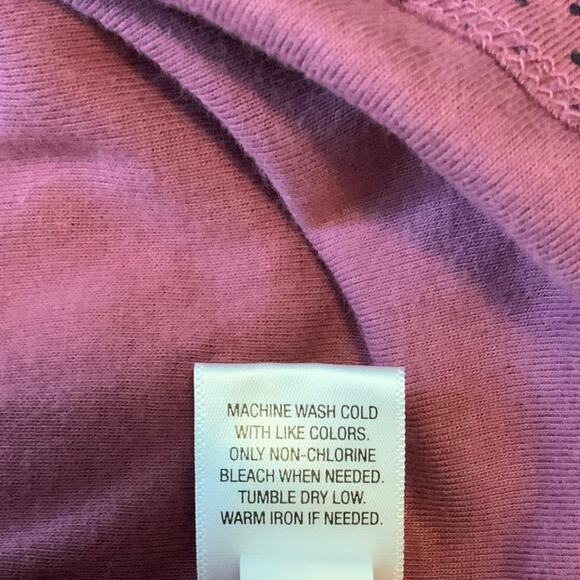 MACHINE WASH COLD
WITH LIKE COLORS.
ONLY NON-CHLORINE
BLEACH WHEN NEEDED.
TUMBLE DRY LOW.
WARM IRON IF NEEDED.